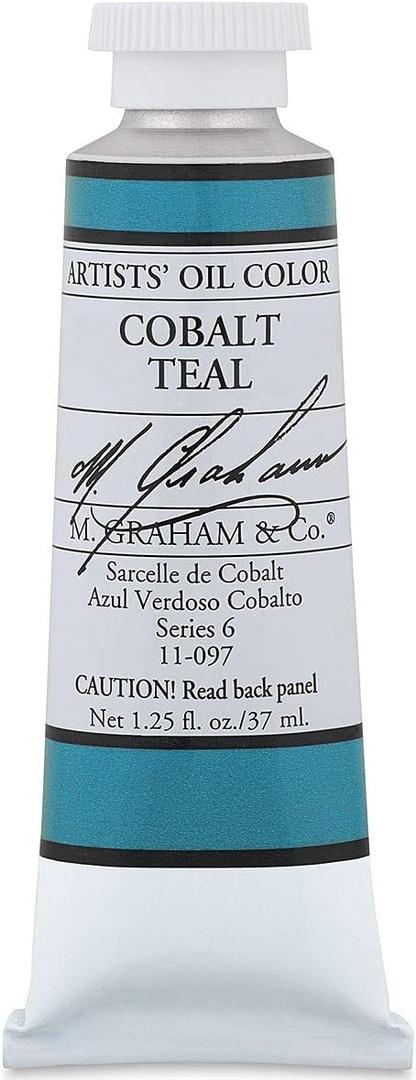 ARTISTS' OIL COLOR
COBALT
TEAL
M. Graham
M. GRAHAM & Co.®
Sarcelle de Cobalt
Azul Verdoso Cobalto
Series 6
11-097
CAUTION! Read back panel
Net 1.25 fl. oz./37 ml.